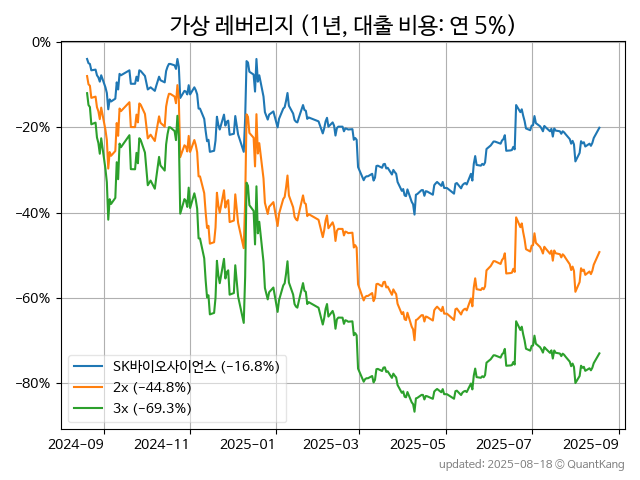 가상 레버리지 (1년, 대출 비용: 연 5%)
0%
−20%
−40%
−60%
−80%
SK바이오사이언스 (−16.8%)
2x (−44.8%)
3x (−69.3%)
2024-09 2024-11 2025-01 2025-03 2025-05 2025-07 2025-09
updated: 2025-08-18 © QuantKang